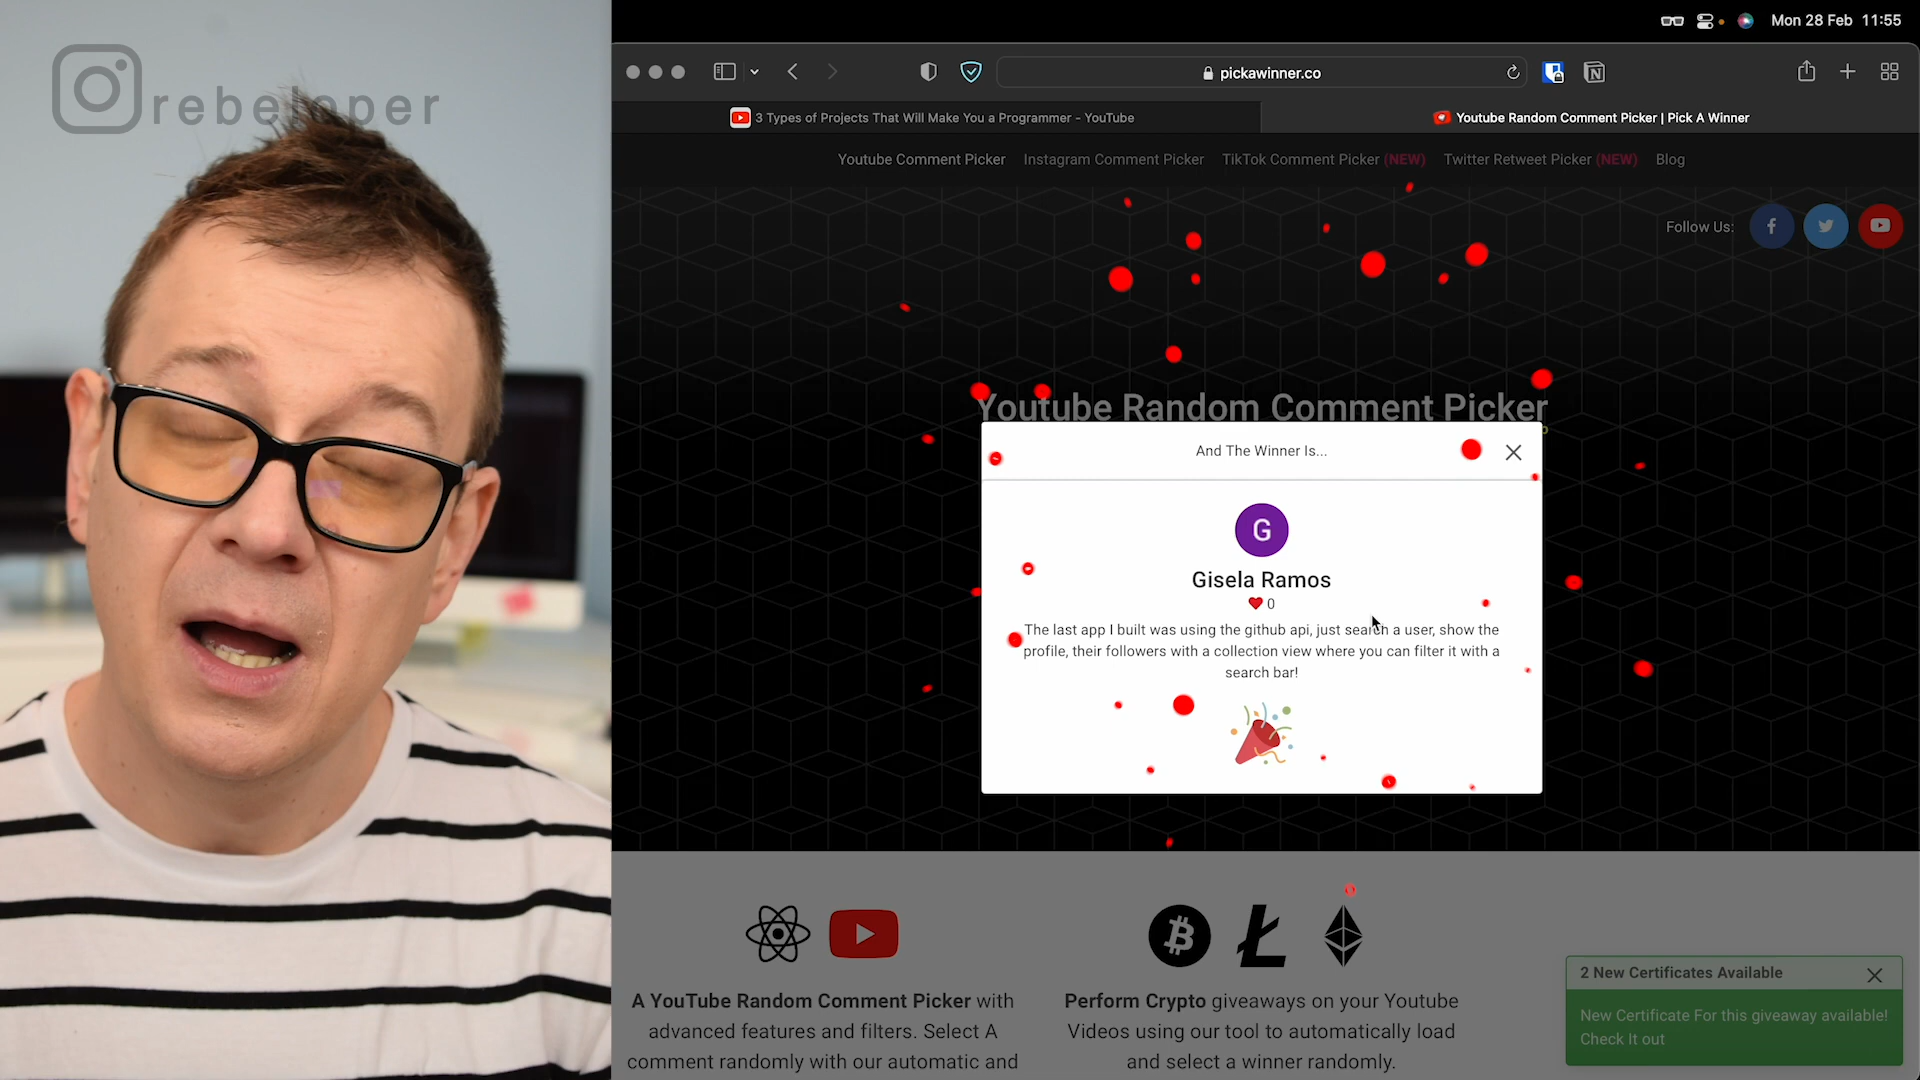 rebeloper
Mon 28 Feb 11:55
pickawinner.co
3 Types of Projects That Will Make You a Programmer - YouTube
Youtube Random Comment Picker | Pick A Winner
Youtube Comment Picker Instagram Comment Picker TikTok Comment Picker (NEW) Twitter Retweet Picker (NEW) Blog
Follow Us:
Youtube Random Comment Picker
And The Winner Is...
G
Gisela Ramos
0
The last app I built was using the github api, just search a user, show the
profile, their followers with a collection view where you can filter it with a
search bar!
A YouTube Random Comment Picker with
advanced features and filters. Select A
comment randomly with our automatic and
Perform Crypto giveaways on your Youtube
Videos using our tool to automatically load
and select a winner randomly.
2 New Certificates Available
New Certificate For this giveaway available!
Check It out